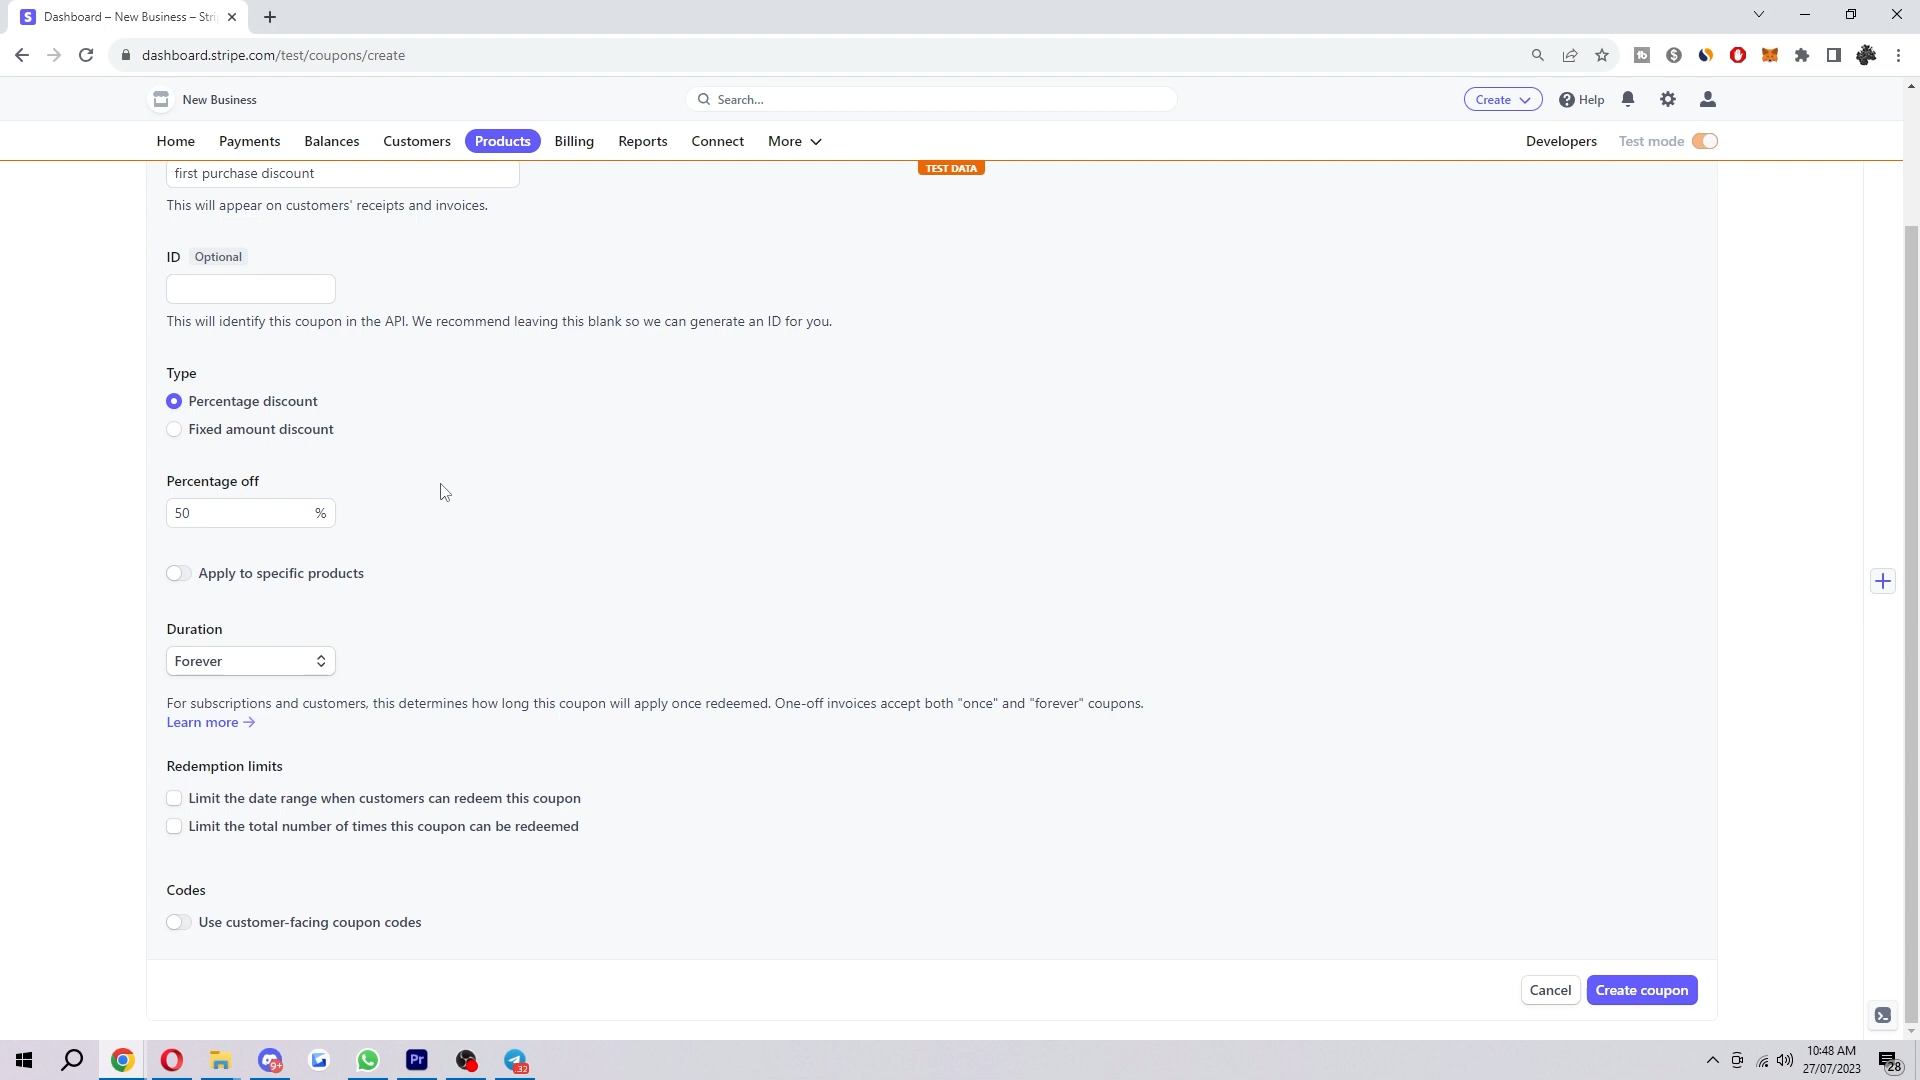 Dashboard – New Business – Stri
dashboard.stripe.com/test/coupons/create
New Business
Search...
Create
Help
Home
Payments
Balances
Customers
Products
Billing
Reports
Connect
More
Developers
Test mode
TEST DATA
first purchase discount
This will appear on customers' receipts and invoices.
ID Optional
This will identify this coupon in the API. We recommend leaving this blank so we can generate an ID for you.
Type
Percentage discount
Fixed amount discount
Percentage off
50 %
Apply to specific products
Duration
Forever
For subscriptions and customers, this determines how long this coupon will apply once redeemed. One-off invoices accept both "once" and "forever" coupons.
Learn more →
Redemption limits
Limit the date range when customers can redeem this coupon
Limit the total number of times this coupon can be redeemed
Codes
Use customer-facing coupon codes
Cancel
Create coupon
9+
Pr
32
10:48 AM
27/07/2023
28